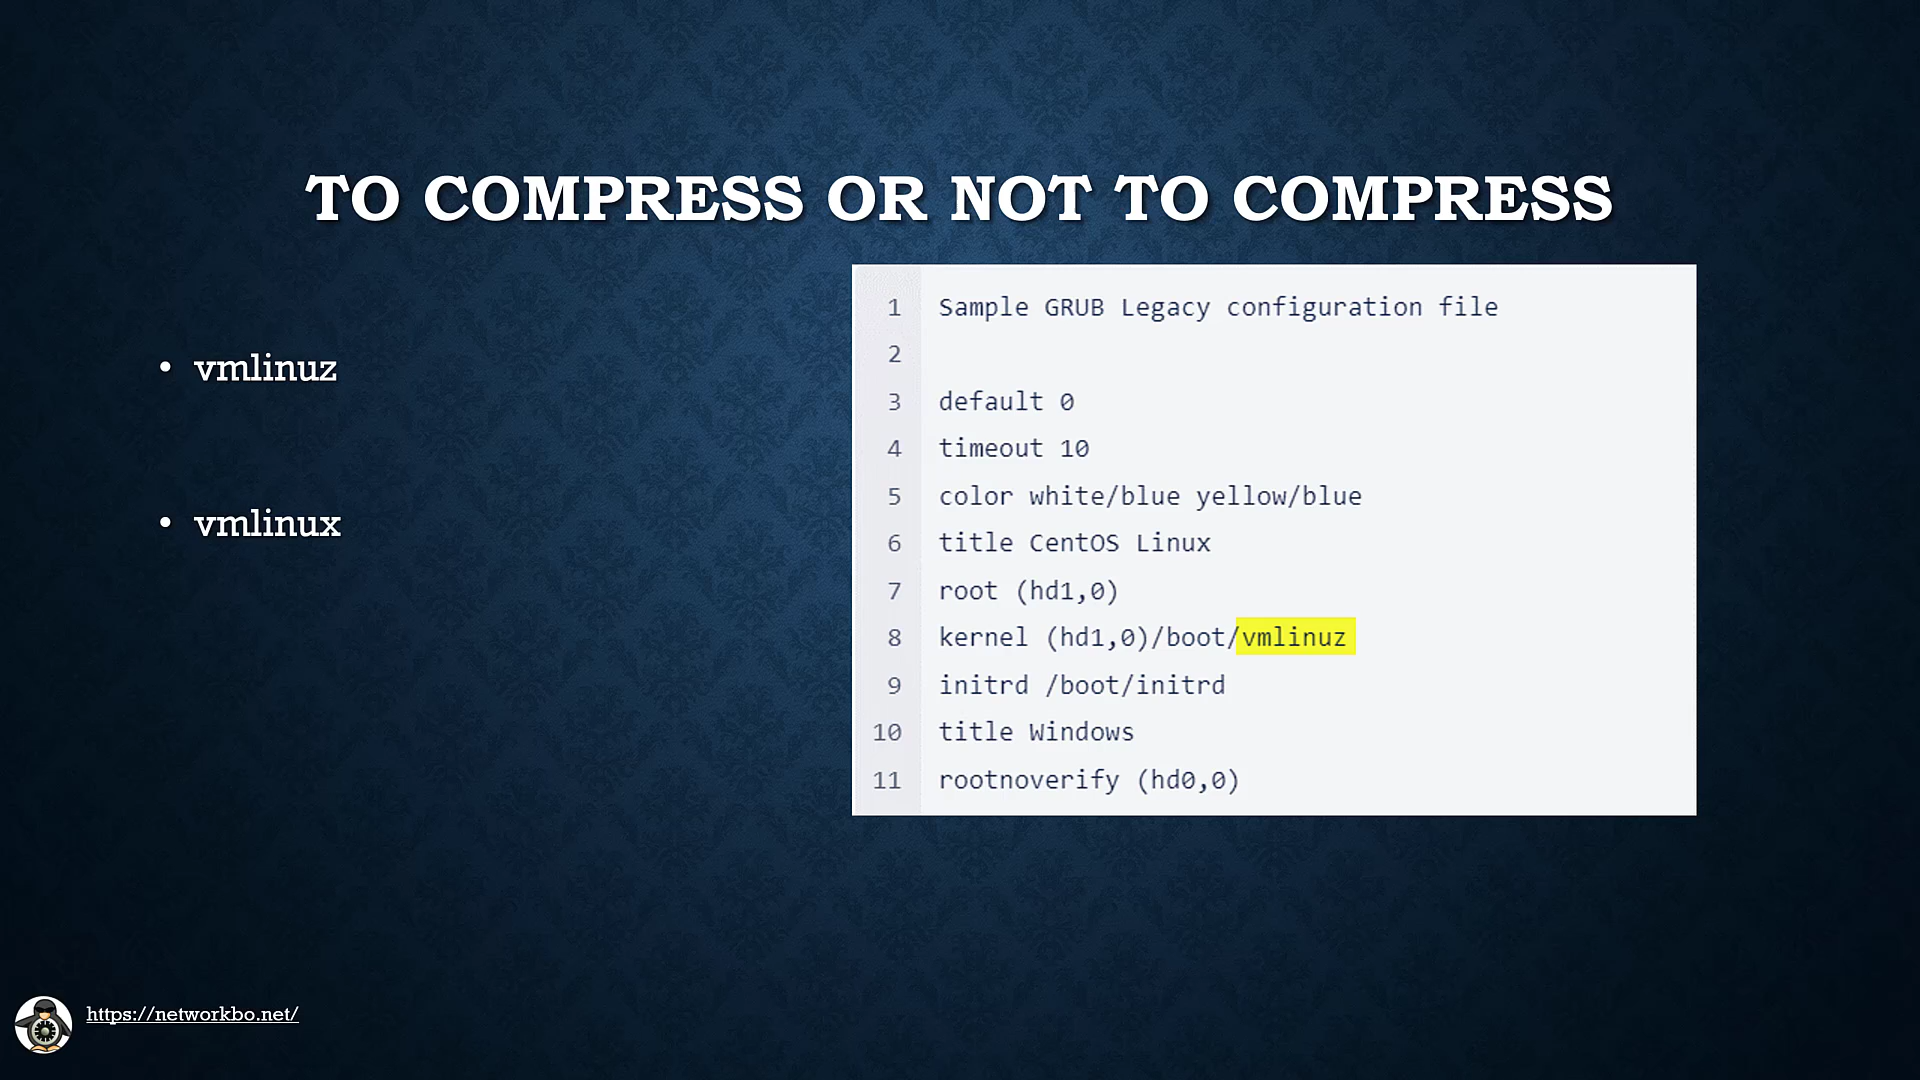 TO COMPRESS OR NOT TO COMPRESS
• vmlinuz
• vmlinux
1 Sample GRUB Legacy configuration file
2
3 default 0
4 timeout 10
5 color white/blue yellow/blue
6 title CentOS Linux
7 root (hd1,0)
8 kernel (hd1,0)/boot/vmlinuz
9 initrd /boot/initrd
10 title Windows
11 rootnoverify (hd0,0)
https://networkbo.net/